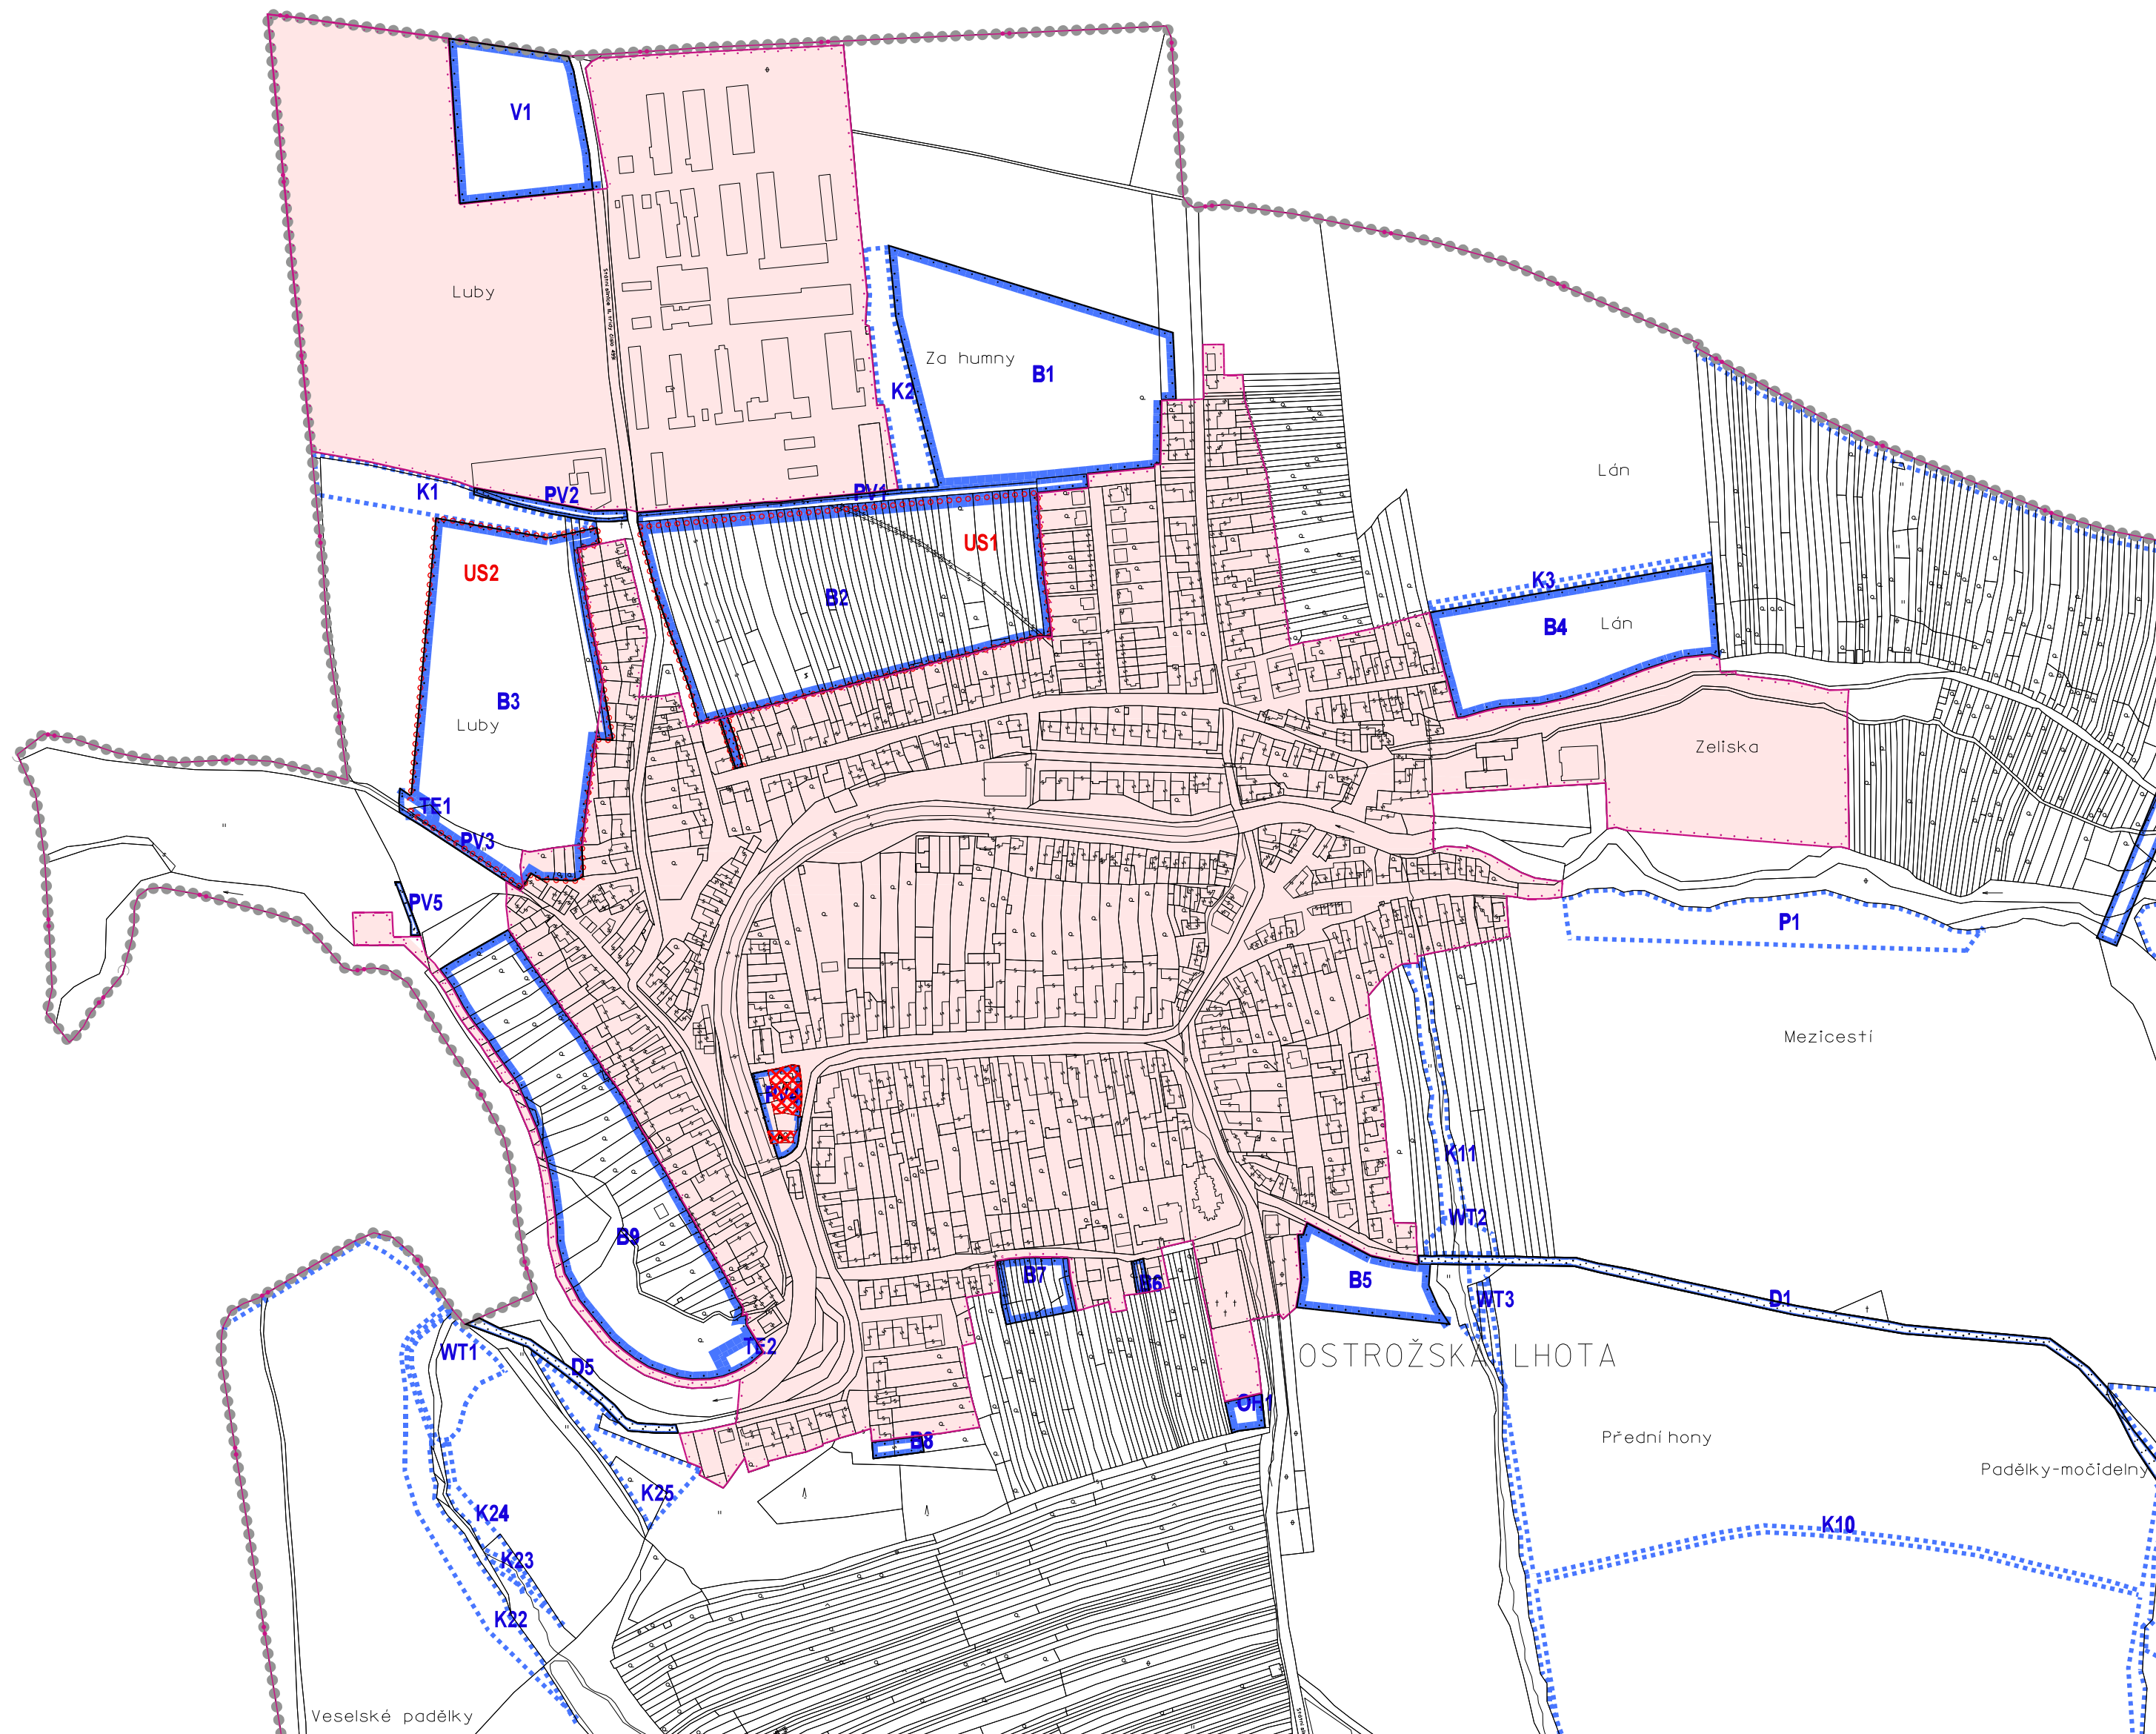 V1
Luby
Za humny
B1
K2
Lán
K1
PV2
PV1
US1
US2
K3
B2
B4
Lán
B3
Luby
Zeliska
TE1
PV3
PV5
P1
Mezicestí
K11
WT2
B9
B7
B6
B5
WT3
D1
TE2
WT1
D5
OSTROŽSKÁ LHOTA
OH1
B8
Přední hony
Padělky-močidelny
K25
K24
K10
K23
K22
Veselské padělky